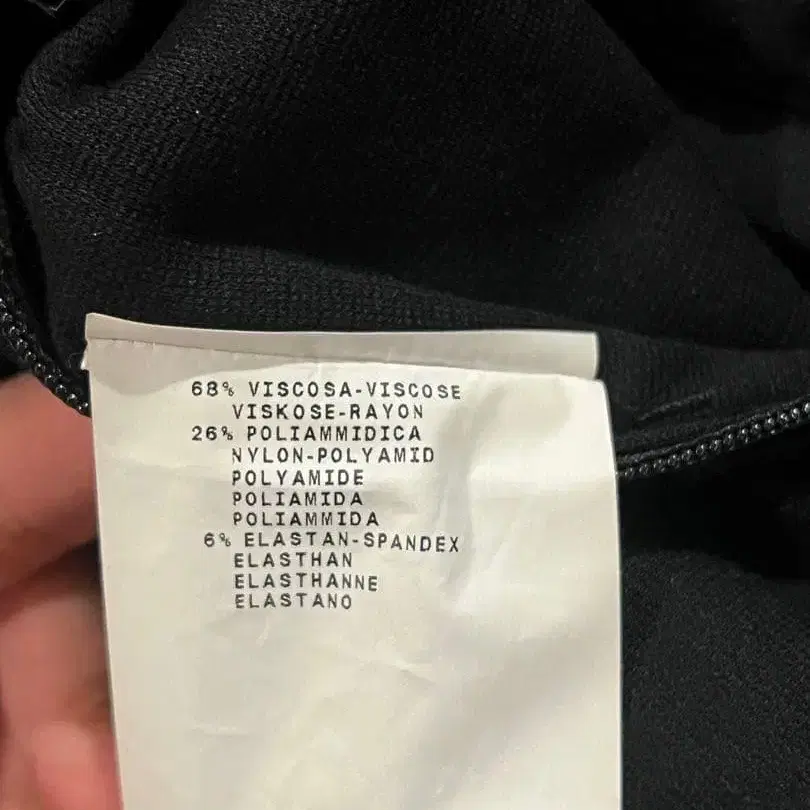 68% VISCOSA-VISCOSE
VISKOSE-RAYON
26% POLIAMMIDICA
NYLON-POLYAMID
POLYAMIDE
POLIAMIDA
POLIAMMIDA
6% ELASTAN-SPANDEX
ELASTHAN
ELASTHANNE
ELASTANO